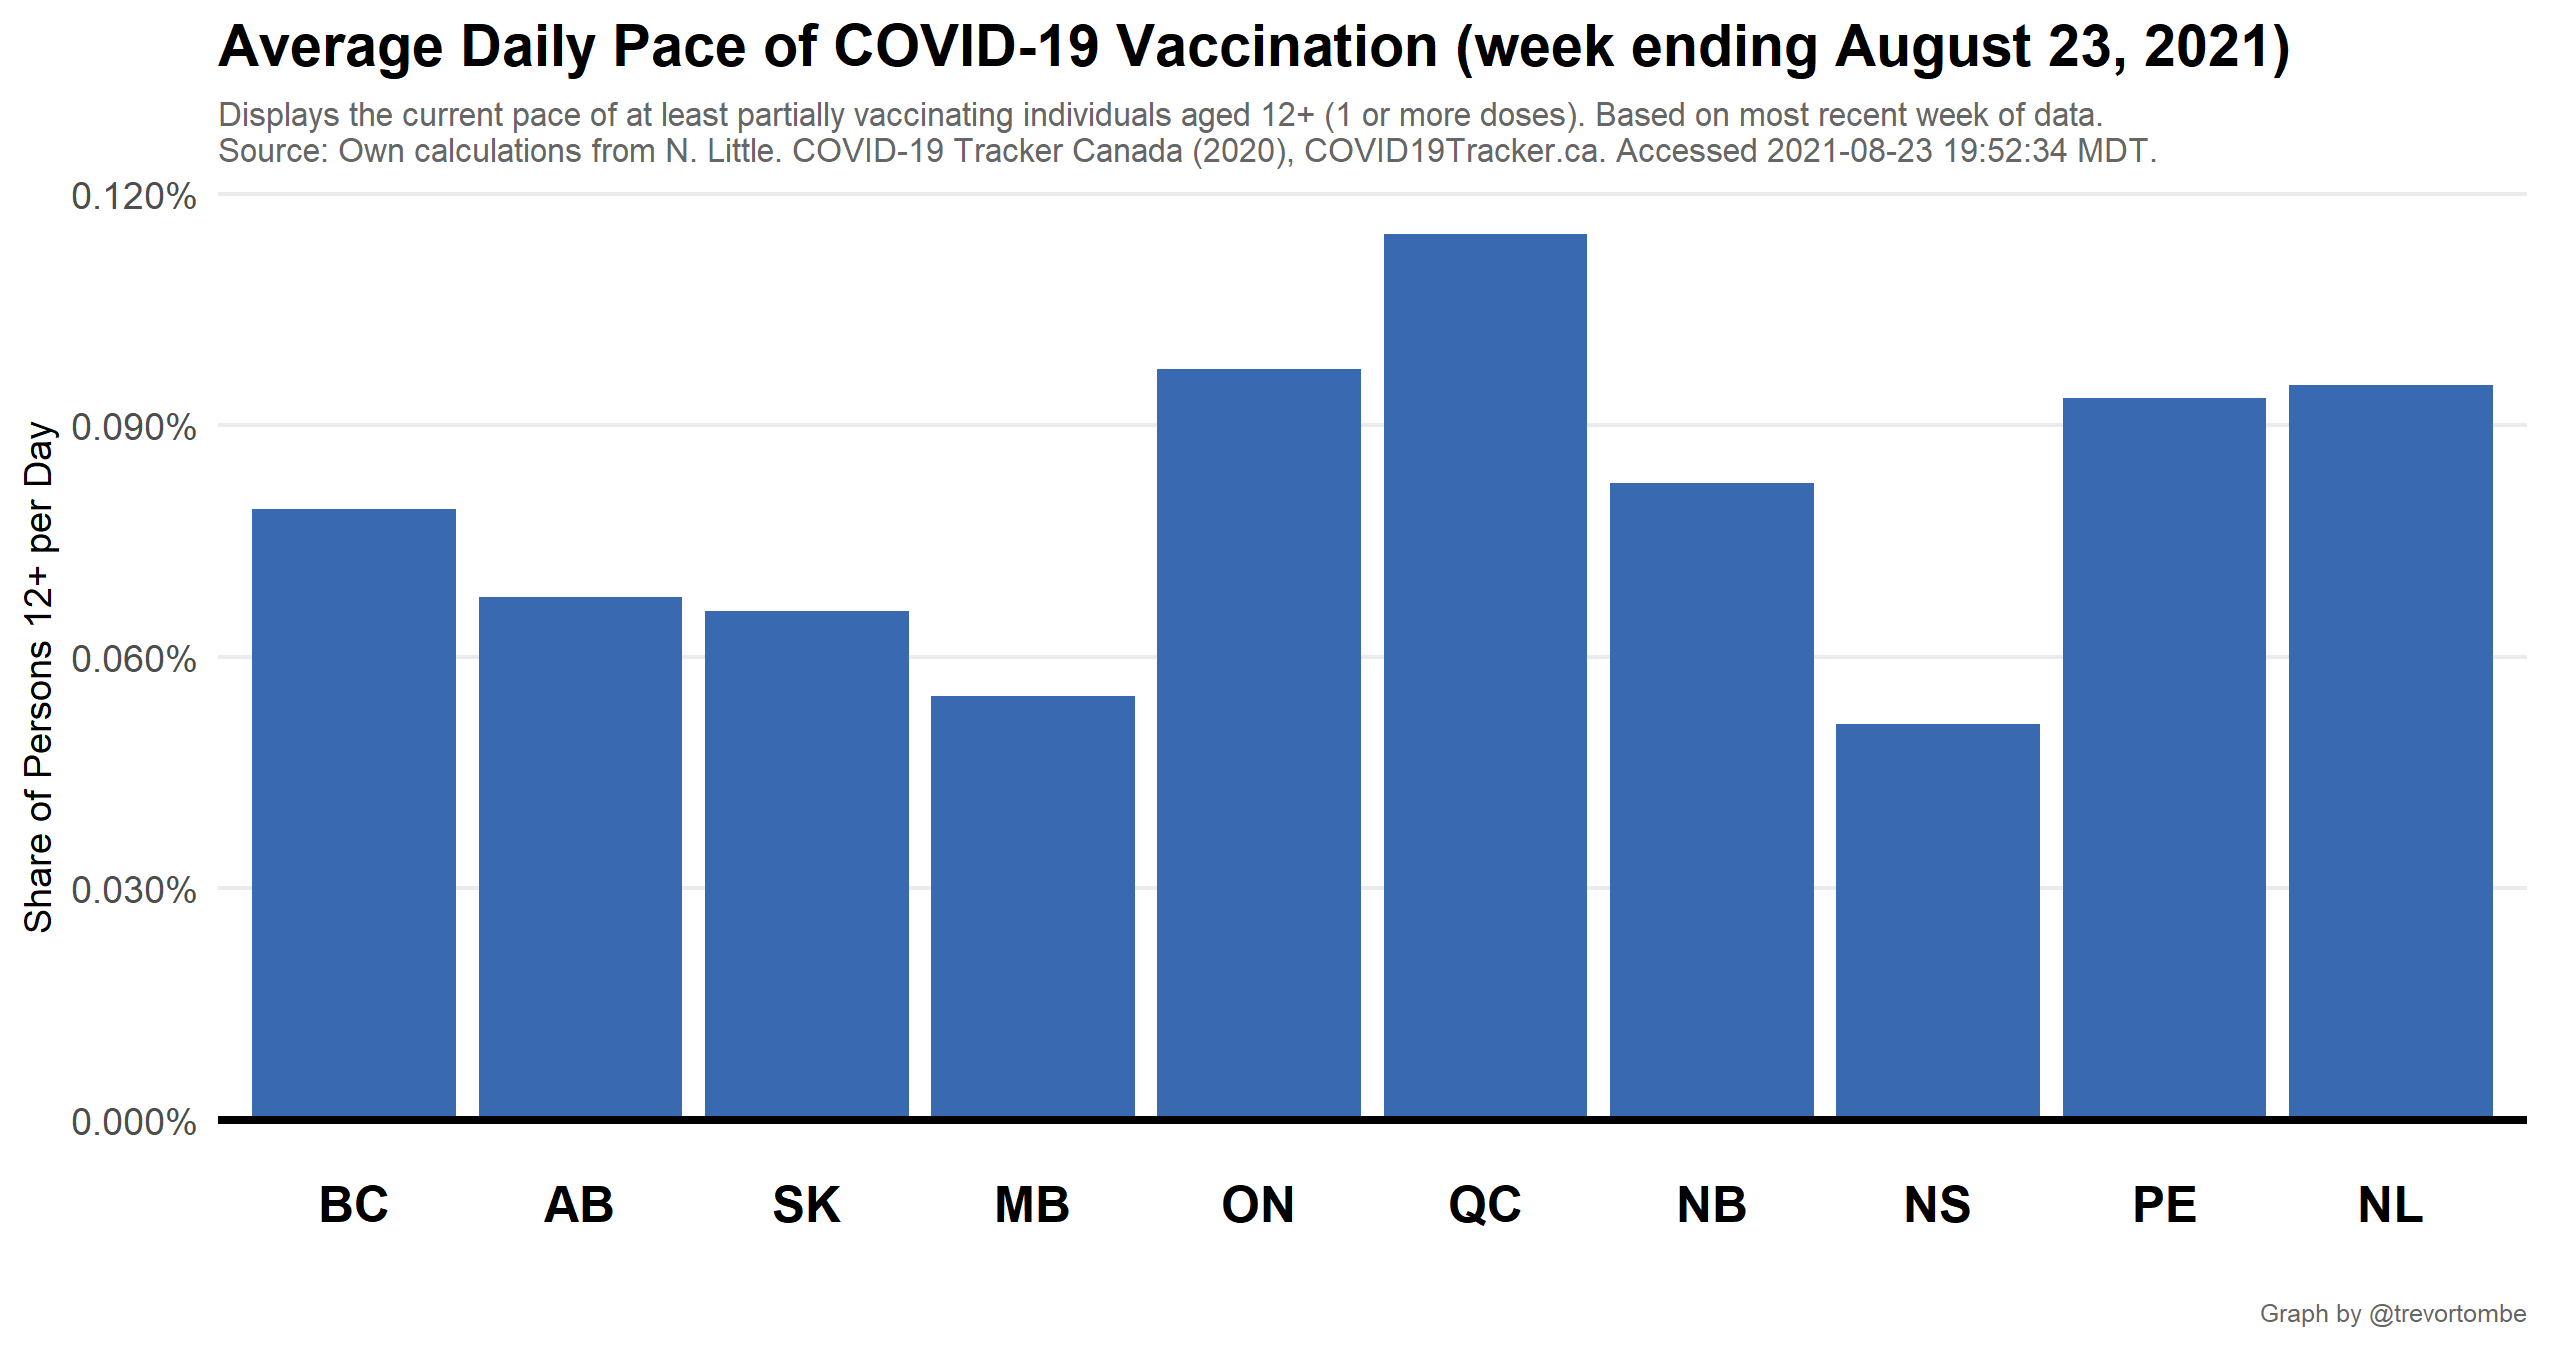 Average Daily Pace of COVID-19 Vaccination (week ending August 23, 2021)
Displays the current pace of at least partially vaccinating individuals aged 12+ (1 or more doses). Based on most recent week of data.
Source: Own calculations from N. Little. COVID-19 Tracker Canada (2020), COVID19Tracker.ca. Accessed 2021-08-23 19:52:34 MDT.
Share of Persons 12+ per Day
0.120%
0.090%
0.060%
0.030%
0.000%
BC AB SK MB ON QC NB NS PE NL
Graph by @trevortombe